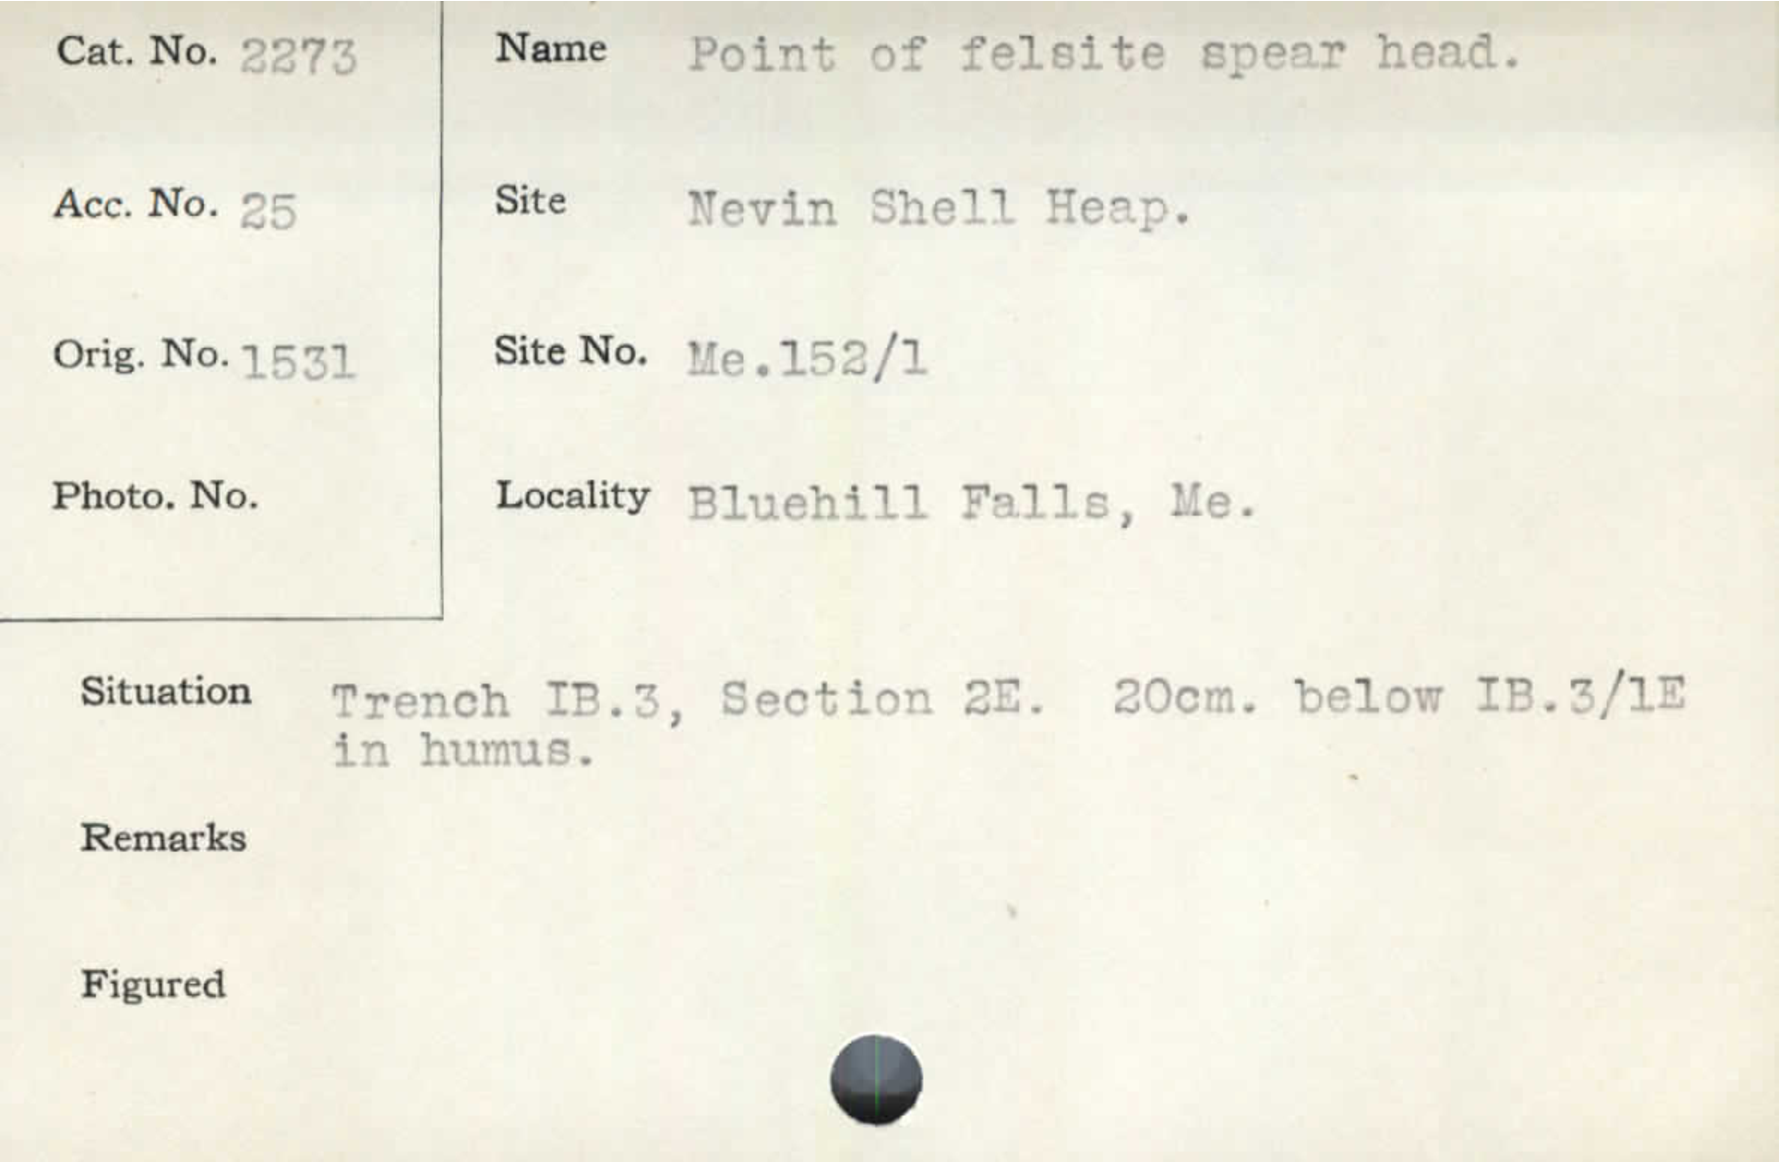 Cat. No. 2273
Name Point of felsite spear head.
Acc. No. 25
Site Nevin Shell Heap.
Orig. No. 1531
Site No. Me.152/1
Photo. No.
Locality Bluehill Falls, Me.
Situation Trench IB.3, Section 2E. 20cm. below IB.3/1E
in humus.
Remarks
Figured